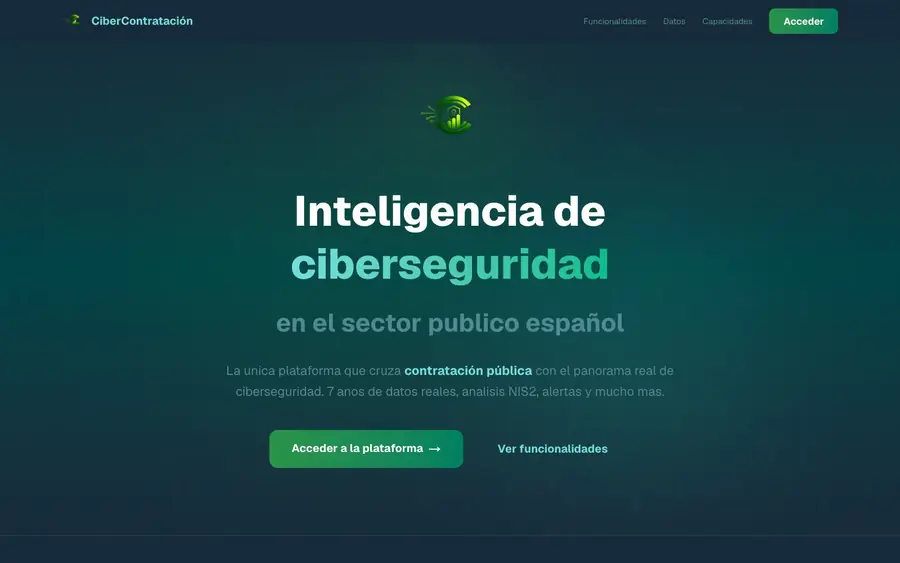 CiberContratación
Funcionalidades
Datos
Capacidades
Acceder
Inteligencia de
ciberseguridad
en el sector publico español
La unica plataforma que cruza contratación pública con el panorama real de
ciberseguridad. 7 anos de datos reales, analisis NIS2, alertas y mucho mas.
Acceder a la plataforma →
Ver funcionalidades